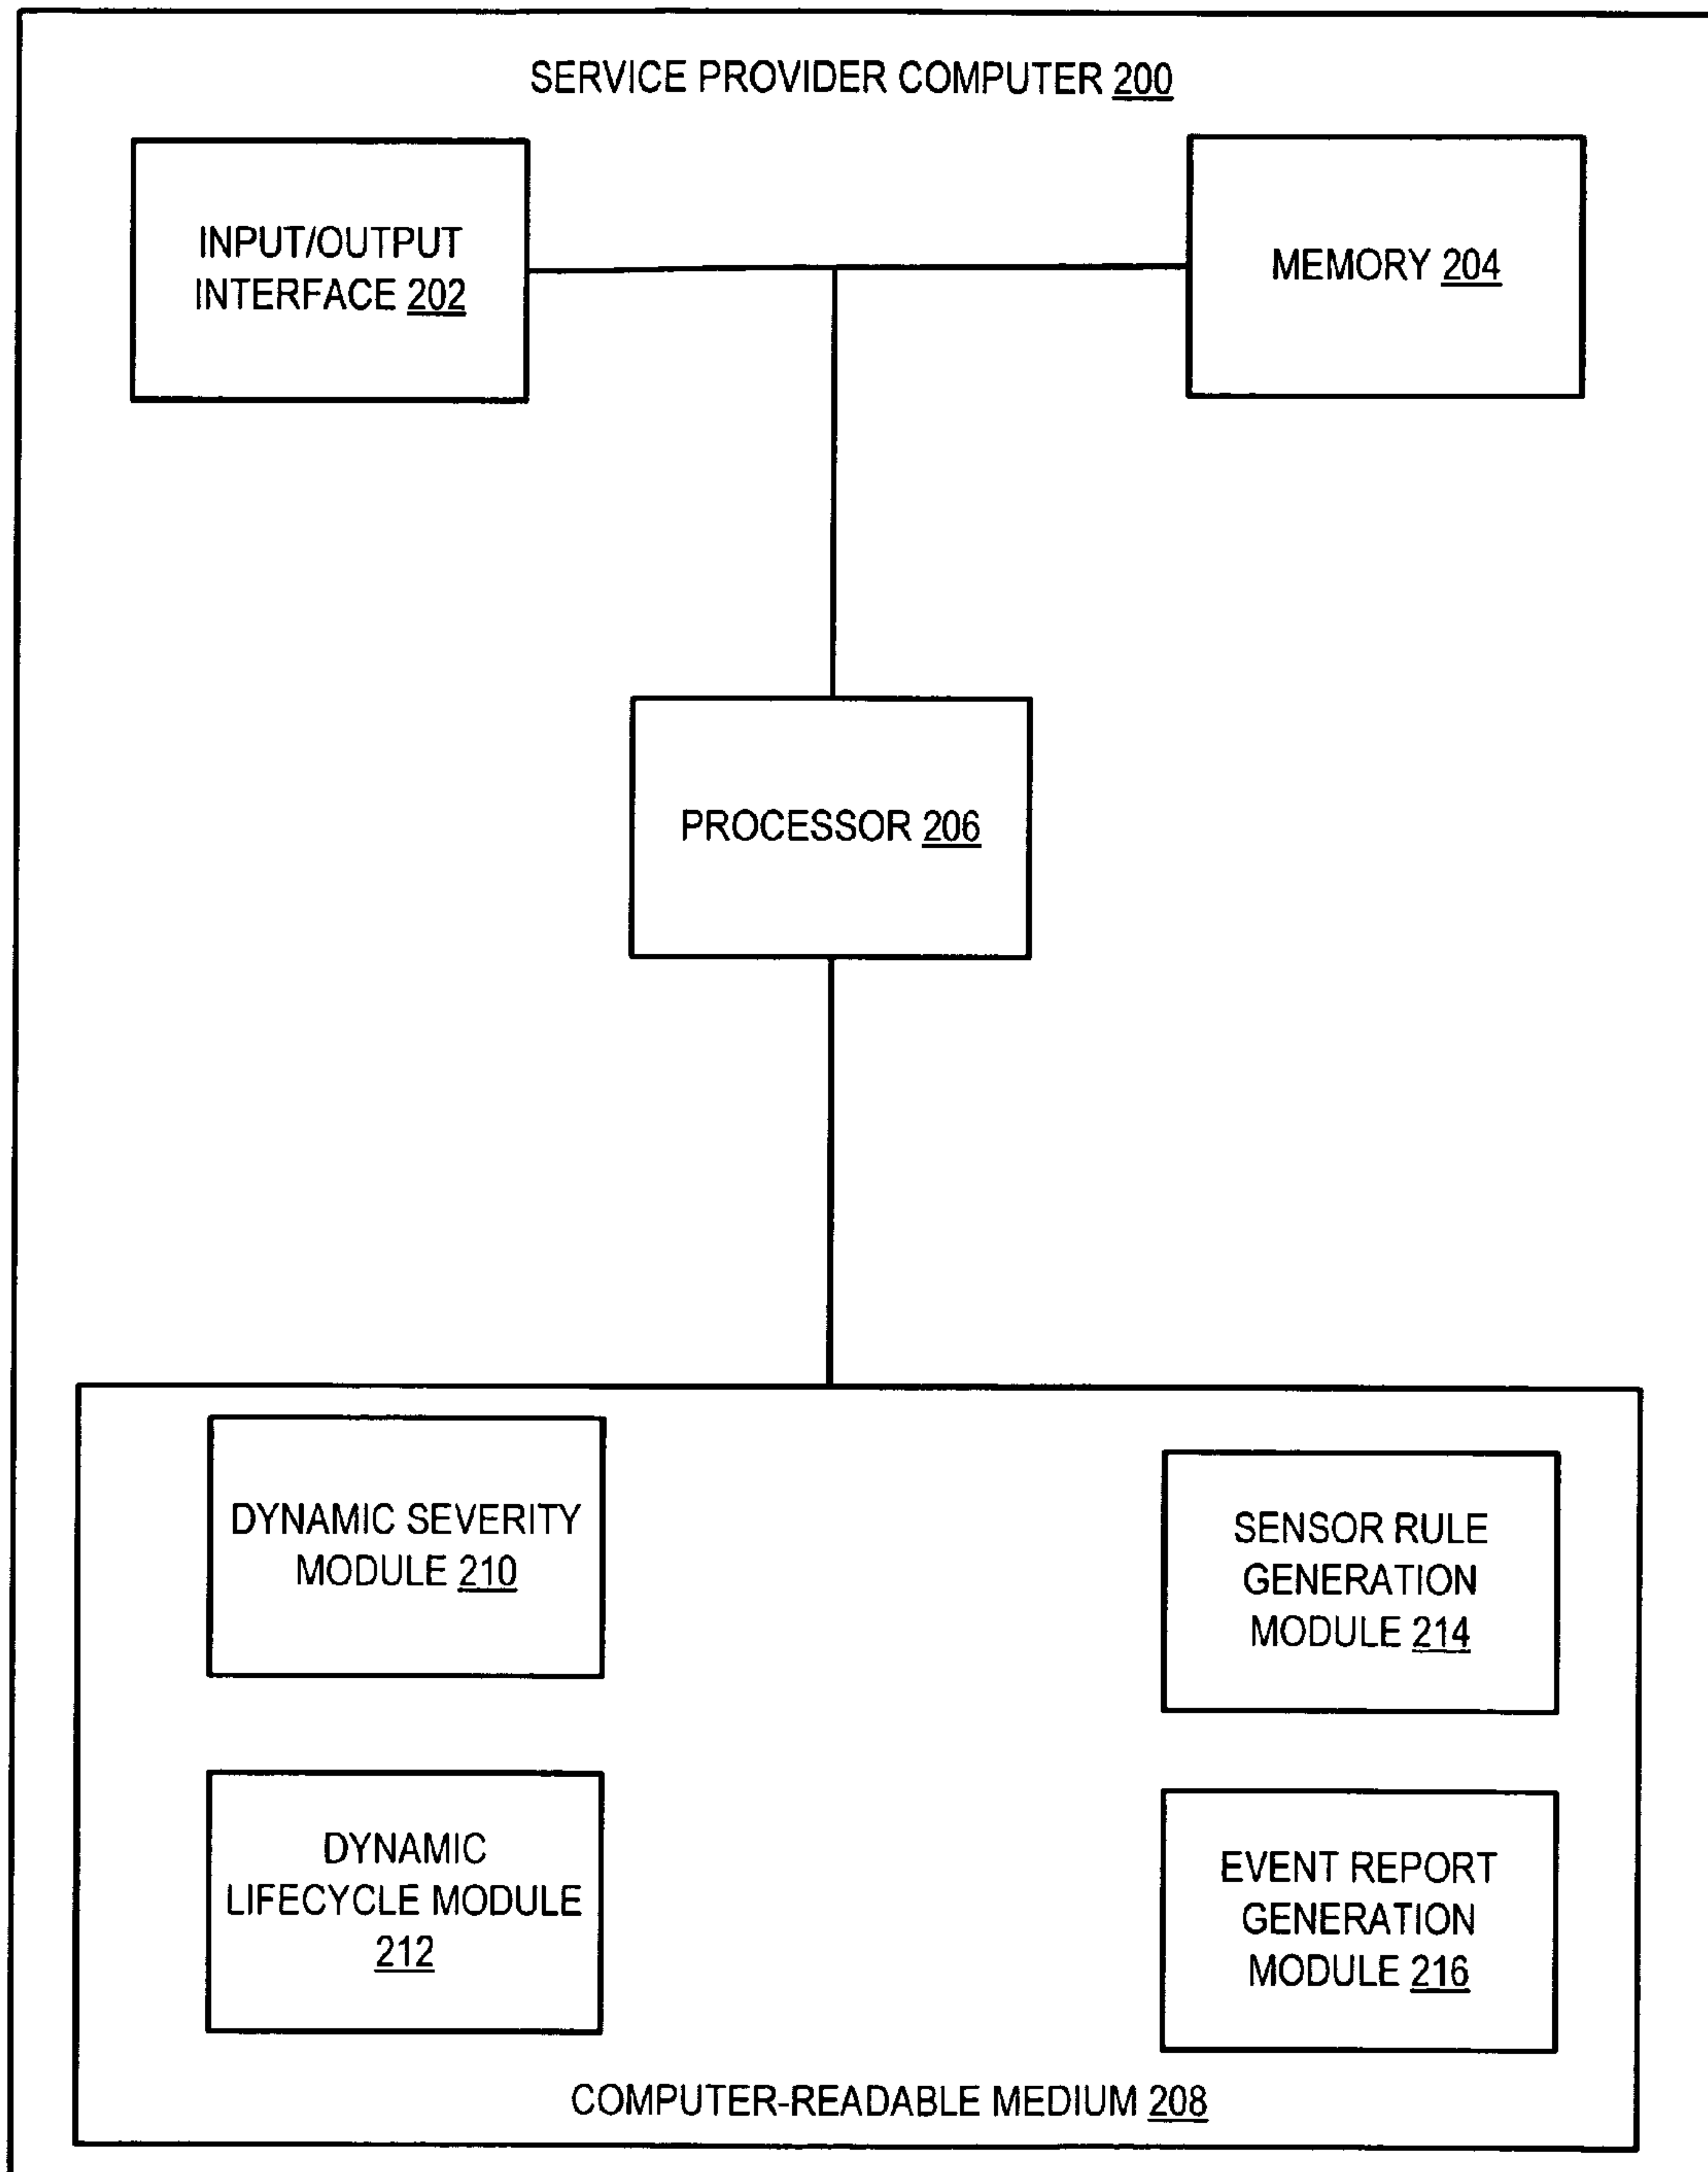 SERVICE PROVIDER COMPUTER 200
INPUT/OUTPUT
INTERFACE 202
MEMORY 204
PROCESSOR 206
DYNAMIC SEVERITY
MODULE 210
SENSOR RULE
GENERATION
MODULE 214
DYNAMIC
LIFECYCLE MODULE
212
EVENT REPORT
GENERATION
MODULE 216
COMPUTER-READABLE MEDIUM 208